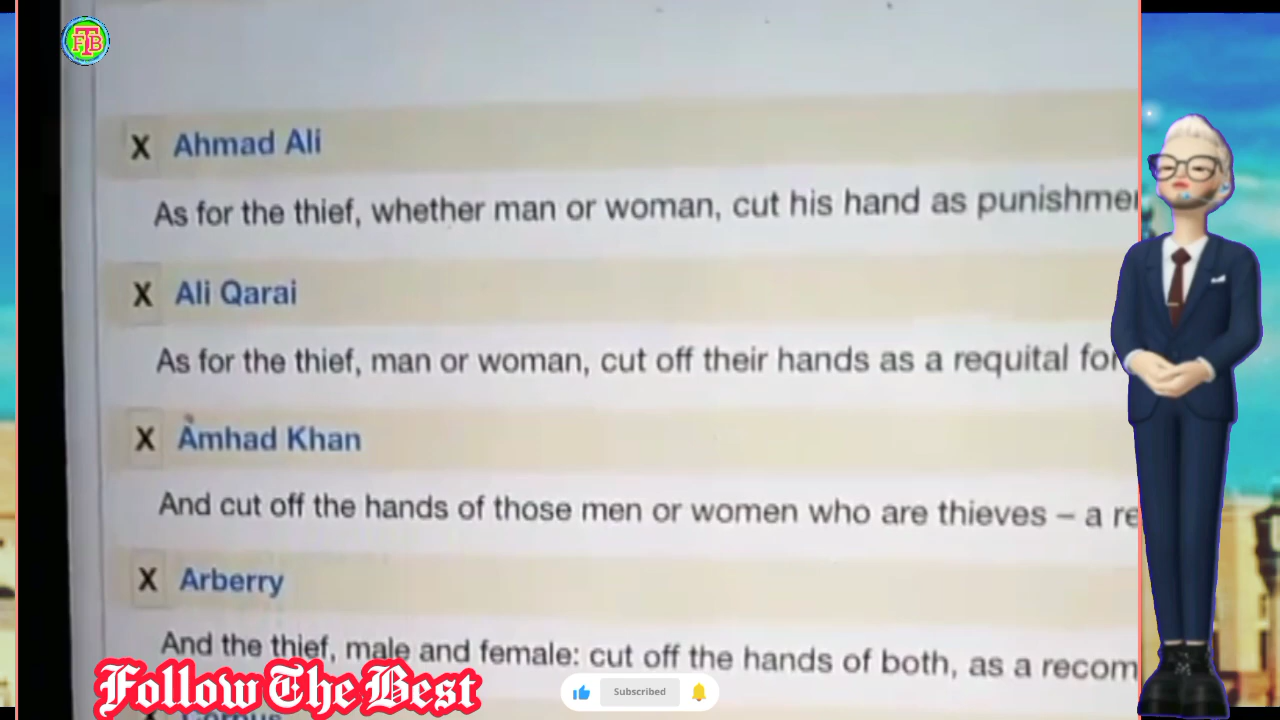 FTB
X Ahmad Ali
As for the thief, whether man or woman, cut his hand as punishme
X Ali Qarai
As for the thief, man or woman, cut off their hands as a requital for
X Amhad Khan
And cut off the hands of those men or women who are thieves – a re
X Arberry
And the thief, male and female: cut off the hands of both, as a recom
Corpus
Follow The Best
Subscribed